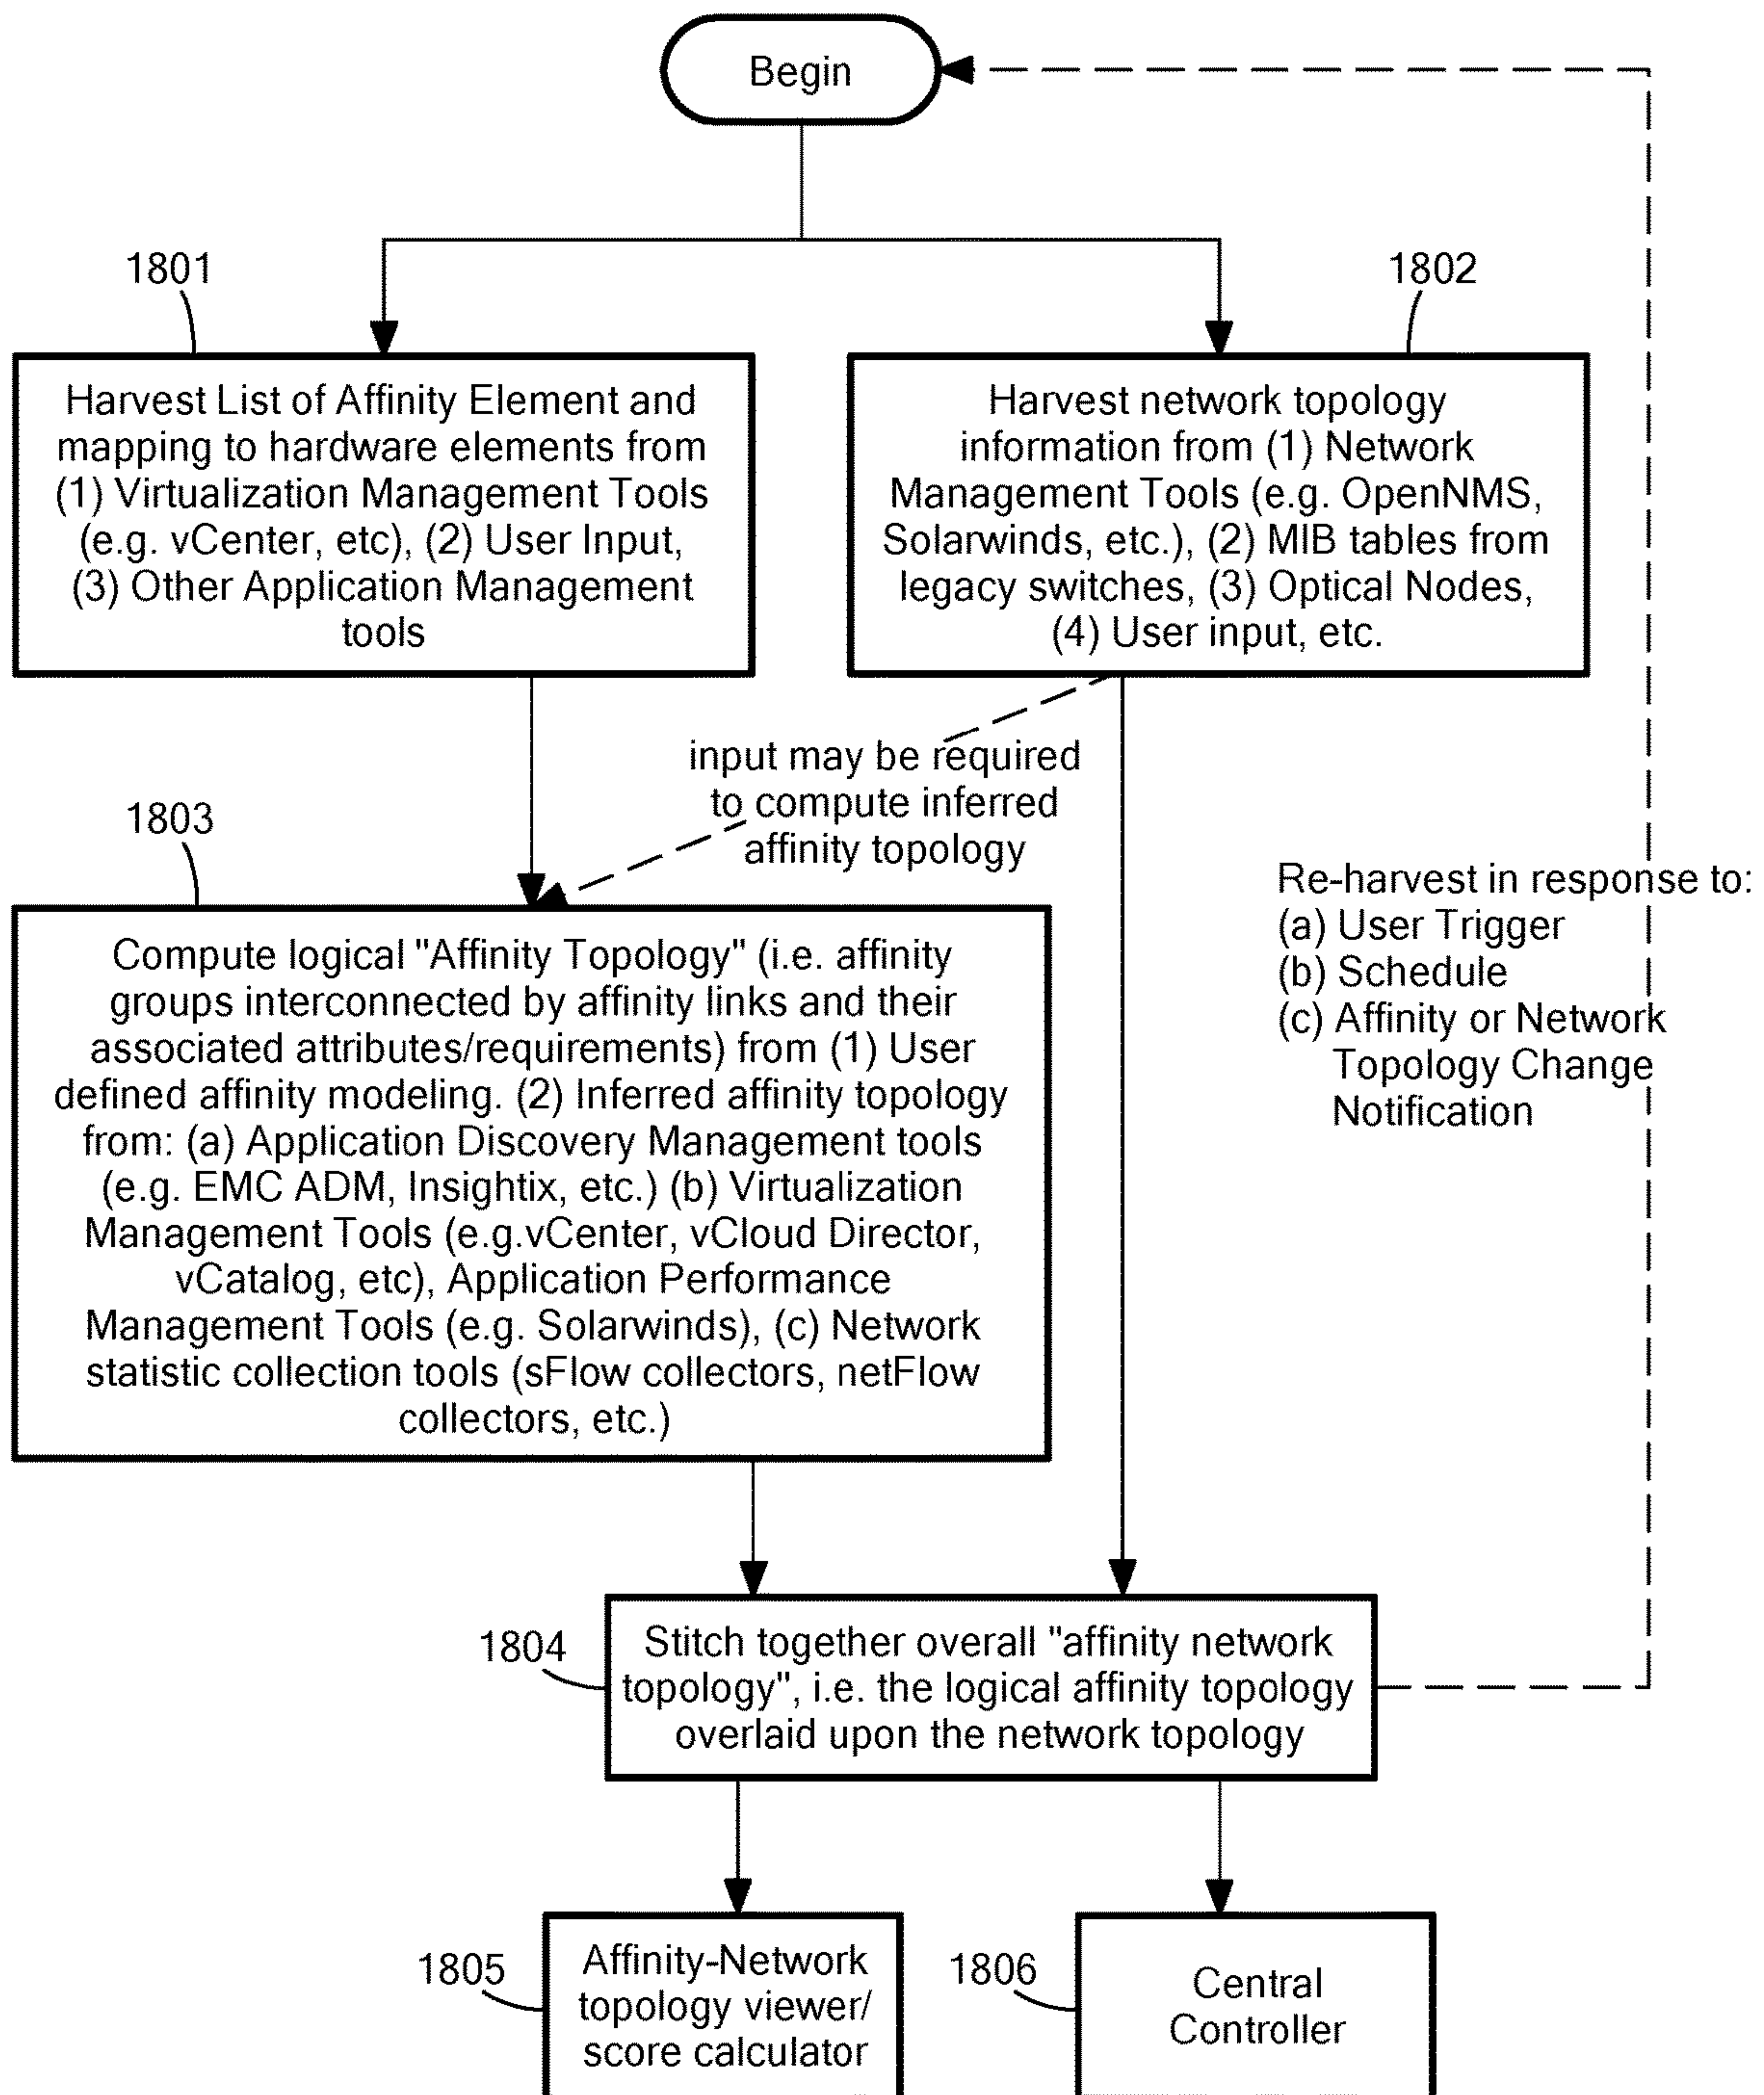 Begin
1801
1802
Harvest List of Affinity Element and
mapping to hardware elements from
(1) Virtualization Management Tools
(e.g. vCenter, etc), (2) User Input,
(3) Other Application Management
tools
Harvest network topology
information from (1) Network
Management Tools (e.g. OpenNMS,
Solarwinds, etc.), (2) MIB tables from
legacy switches, (3) Optical Nodes,
(4) User input, etc.
input may be required
to compute inferred
affinity topology
1803
Re-harvest in response to:
(a) User Trigger
(b) Schedule
(c) Affinity or Network
Topology Change
Notification
Compute logical "Affinity Topology" (i.e. affinity
groups interconnected by affinity links and their
associated attributes/requirements) from (1) User
defined affinity modeling. (2) Inferred affinity topology
from: (a) Application Discovery Management tools
(e.g. EMC ADM, Insightix, etc.) (b) Virtualization
Management Tools (e.g.vCenter, vCloud Director,
vCatalog, etc), Application Performance
Management Tools (e.g. Solarwinds), (c) Network
statistic collection tools (sFlow collectors, netFlow
collectors, etc.)
1804
Stitch together overall "affinity network
topology", i.e. the logical affinity topology
overlaid upon the network topology
1805
Affinity-Network
topology viewer/
score calculator
1806
Central
Controller